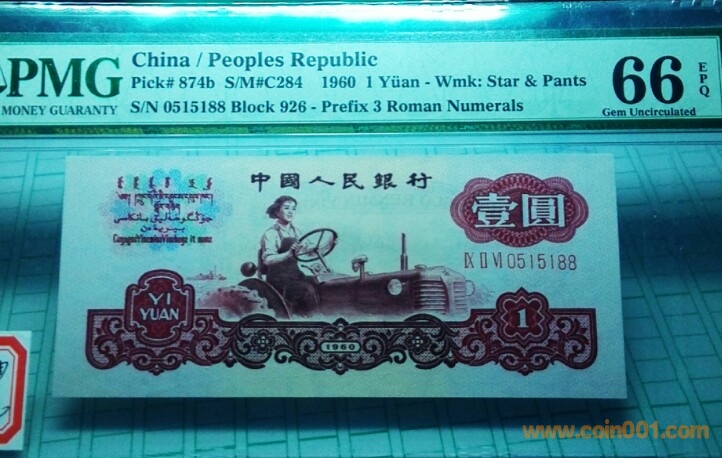 PMG
MONEY GUARANTY
China / Peoples Republic
Pick# 874b S/M#C284 1960 1 Yüan - Wmk: Star & Pants
S/N 0515188 Block 926 - Prefix 3 Roman Numerals
66 EPQ
Gem Uncirculated
中國人民銀行
壹圓
IX II VI 0515188
YI
YUAN
1
1960
www.coin001.com